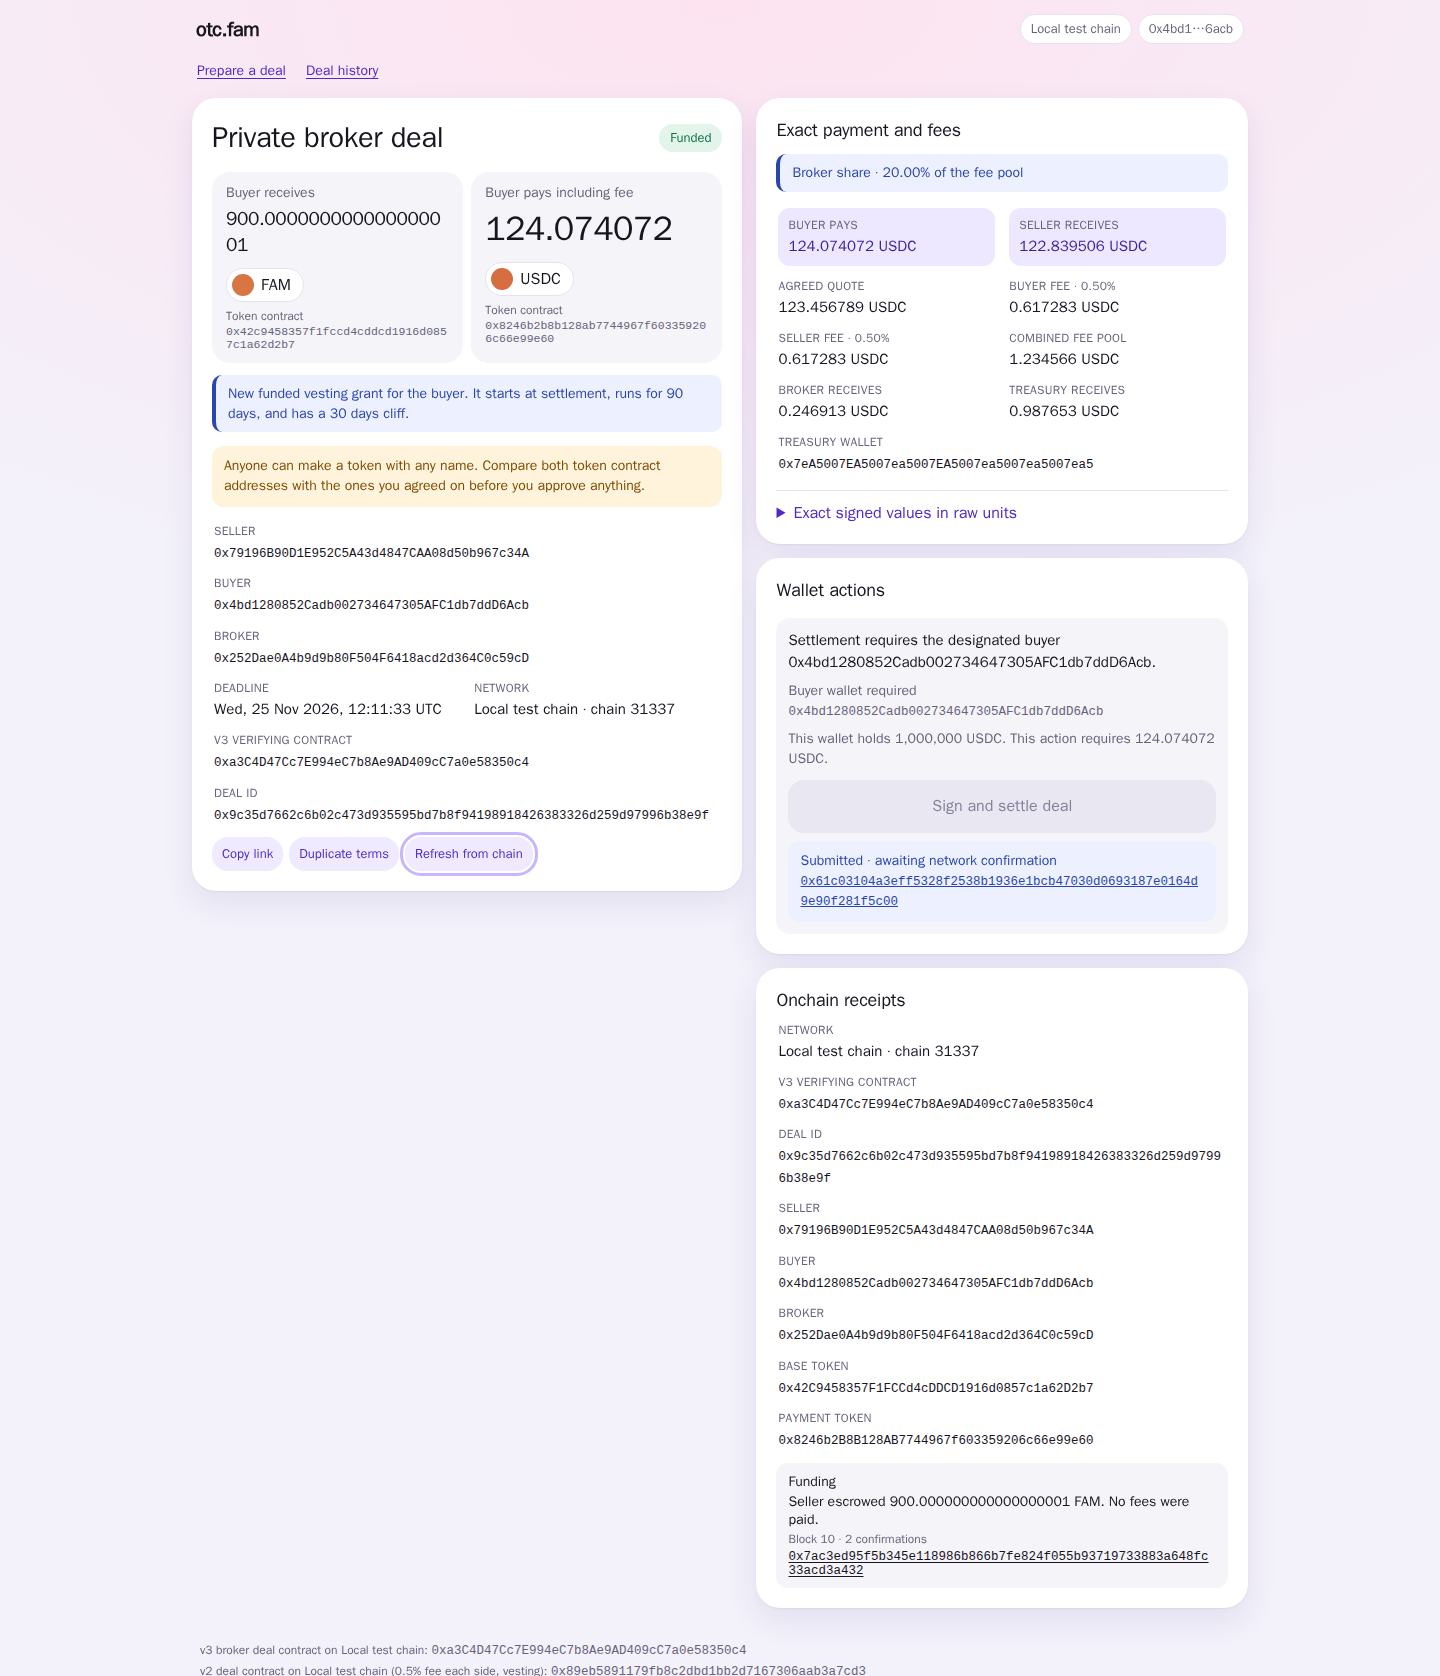 otc.fam
Local test chain
0x4bd1···6acb
Prepare a deal
Deal history
Private broker deal
Funded
Buyer receives
900.0000000000000000
01
FAM
Token contract
0x42c9458357f1fccd4cddcd1916d085
7c1a62d2b7
Buyer pays including fee
124.074072
USDC
Token contract
0x8246b2b8b128ab7744967f60335920
6c66e99e60
New funded vesting grant for the buyer. It starts at settlement, runs for 90
days, and has a 30 days cliff.
Anyone can make a token with any name. Compare both token contract
addresses with the ones you agreed on before you approve anything.
SELLER
0x79196B90D1E952C5A43d4847CAA08d50b967c34A
BUYER
0x4bd1280852Cadb002734647305AFC1db7ddD6Acb
BROKER
0x252Dae0A4b9d9b80F504F6418acd2d364C0c59cD
DEADLINE
Wed, 25 Nov 2026, 12:11:33 UTC
NETWORK
Local test chain · chain 31337
V3 VERIFYING CONTRACT
0xa3C4D47Cc7E994eC7b8Ae9AD409cC7a0e58350c4
DEAL ID
0x9c35d7662c6b02c473d935595bd7b8f94198918426383326d259d97996b38e9f
Copy link
Duplicate terms
Refresh from chain
Exact payment and fees
Broker share · 20.00% of the fee pool
BUYER PAYS
124.074072 USDC
SELLER RECEIVES
122.839506 USDC
AGREED QUOTE
123.456789 USDC
BUYER FEE · 0.50%
0.617283 USDC
SELLER FEE · 0.50%
0.617283 USDC
COMBINED FEE POOL
1.234566 USDC
BROKER RECEIVES
0.246913 USDC
TREASURY RECEIVES
0.987653 USDC
TREASURY WALLET
0x7eA5007EA5007ea5007EA5007ea5007ea5007ea5
Exact signed values in raw units
Wallet actions
Settlement requires the designated buyer
0x4bd1280852Cadb002734647305AFC1db7ddD6Acb.
Buyer wallet required
0x4bd1280852Cadb002734647305AFC1db7ddD6Acb
This wallet holds 1,000,000 USDC. This action requires 124.074072
USDC.
Sign and settle deal
Submitted · awaiting network confirmation
0x61c03104a3eff5328f2538b1936e1bcb47030d0693187e0164d
9e90f281f5c00
Onchain receipts
NETWORK
Local test chain · chain 31337
V3 VERIFYING CONTRACT
0xa3C4D47Cc7E994eC7b8Ae9AD409cC7a0e58350c4
DEAL ID
0x9c35d7662c6b02c473d935595bd7b8f94198918426383326d259d9799
6b38e9f
SELLER
0x79196B90D1E952C5A43d4847CAA08d50b967c34A
BUYER
0x4bd1280852Cadb002734647305AFC1db7ddD6Acb
BROKER
0x252Dae0A4b9d9b80F504F6418acd2d364C0c59cD
BASE TOKEN
0x42C9458357F1FCCd4cDDCD1916d0857c1a62D2b7
PAYMENT TOKEN
0x8246b2B8B128AB7744967f603359206c66e99e60
Funding
Seller escrowed 900.000000000000000001 FAM. No fees were
paid.
Block 10 · 2 confirmations
0x7ac3ed95f5b345e118986b866b7fe824f055b93719733883a648fc
33acd3a432
v3 broker deal contract on Local test chain: 0xa3C4D47Cc7E994eC7b8Ae9AD409cC7a0e58350c4
v2 deal contract on Local test chain (0.5% fee each side, vesting): 0x89eb5891179fb8c2dbd1bb2d7167306aab3a7cd3